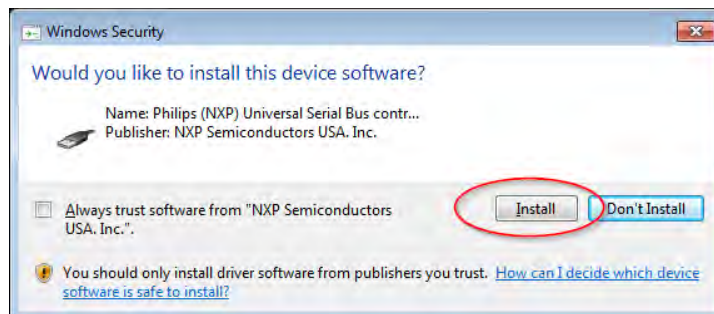 Windows Security
Would you like to install this device software?
Name: Philips (NXP) Universal Serial Bus contr...
Publisher: NXP Semiconductors USA. Inc.
Always trust software from "NXP Semiconductors
USA. Inc.".
Install
Don't Install
You should only install driver software from publishers you trust. How can I decide which device
software is safe to install?